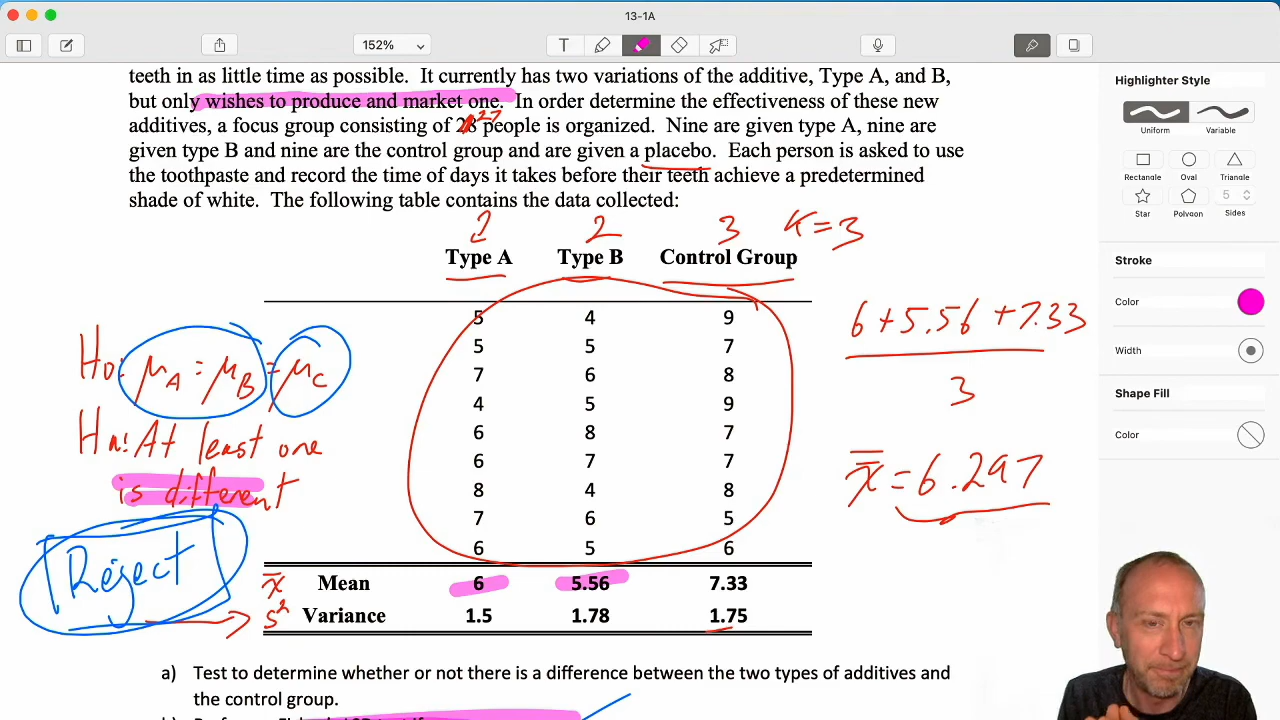 13-1A
152%
T
teeth in as little time as possible. It currently has two variations of the additive, Type A, and B,
but only wishes to produce and market one. In order determine the effectiveness of these new
additives, a focus group consisting of 28 27 people is organized. Nine are given type A, nine are
given type B and nine are the control group and are given a placebo. Each person is asked to use
the toothpaste and record the time of days it takes before their teeth achieve a predetermined
shade of white. The following table contains the data collected:
1 2 3 K=3
Type A Type B Control Group
5 4 9
5 5 7
7 6 8
4 5 9
6 8 7
6 7 7
8 4 8
7 6 5
6 5 6
x̄ Mean 6 5.56 7.33
s² Variance 1.5 1.78 1.75
H0: μA = μB = μC
Ha: At least one
is different
Reject
6+5.56+7.33
3
x̿ = 6.297
a) Test to determine whether or not there is a difference between the two types of additives and
the control group.
Highlighter Style
Uniform Variable
Rectangle Oval Triangle
5
Star Polygon Sides
Stroke
Color
Width
Shape Fill
Color